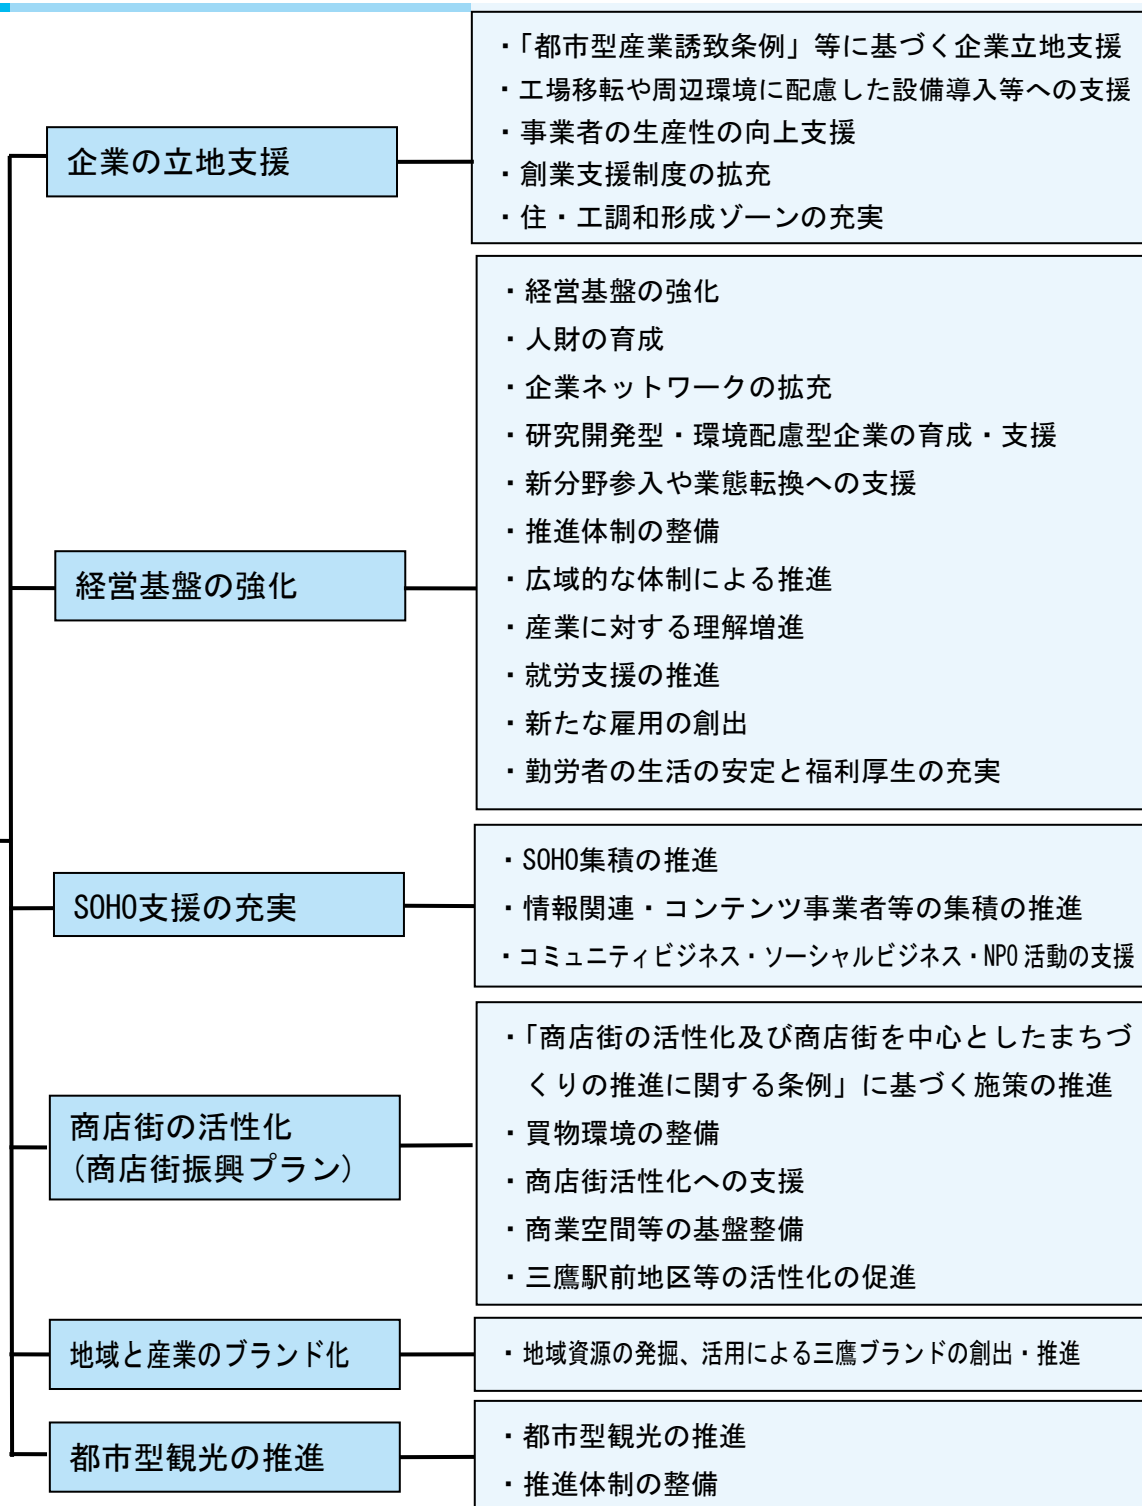 企業の立地支援
・「都市型産業誘致条例」等に基づく企業立地支援
・工場移転や周辺環境に配慮した設備導入等への支援
・事業者の生産性の向上支援
・創業支援制度の拡充
・住・工調和形成ゾーンの充実
経営基盤の強化
・経営基盤の強化
・人財の育成
・企業ネットワークの拡充
・研究開発型・環境配慮型企業の育成・支援
・新分野参入や業態転換への支援
・推進体制の整備
・広域的な体制による推進
・産業に対する理解増進
・就労支援の推進
・新たな雇用の創出
・勤労者の生活の安定と福利厚生の充実
SOHO支援の充実
・SOHO集積の推進
・情報関連・コンテンツ事業者等の集積の推進
・コミュニティビジネス・ソーシャルビジネス・NPO 活動の支援
商店街の活性化
(商店街振興プラン)
・「商店街の活性化及び商店街を中心としたまちづ
くりの推進に関する条例」に基づく施策の推進
・買物環境の整備
・商店街活性化への支援
・商業空間等の基盤整備
・三鷹駅前地区等の活性化の促進
地域と産業のブランド化
・地域資源の発掘、活用による三鷹ブランドの創出・推進
都市型観光の推進
・都市型観光の推進
・推進体制の整備